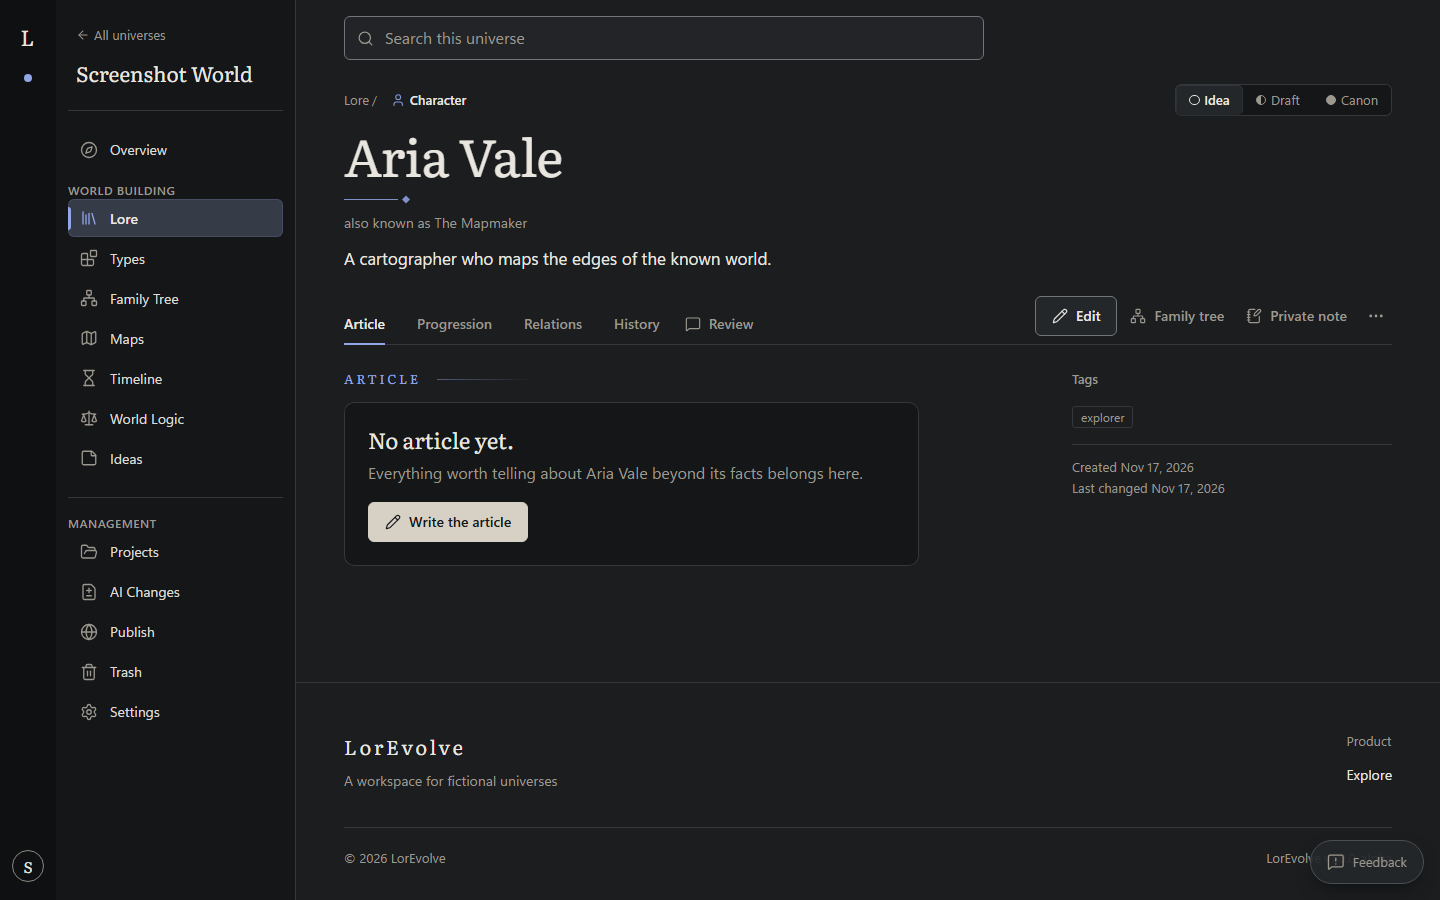 L
All universes
Screenshot World
Overview
WORLD BUILDING
Lore
Types
Family Tree
Maps
Timeline
World Logic
Ideas
MANAGEMENT
Projects
AI Changes
Publish
Trash
Settings
S
Search this universe
Lore / Character
Idea Draft Canon
Aria Vale
also known as The Mapmaker
A cartographer who maps the edges of the known world.
Article Progression Relations History Review
Edit Family tree Private note
ARTICLE
No article yet.
Everything worth telling about Aria Vale beyond its facts belongs here.
Write the article
Tags
explorer
Created Nov 17, 2026
Last changed Nov 17, 2026
LorEvolve
A workspace for fictional universes
Product
Explore
© 2026 LorEvolve
Feedback